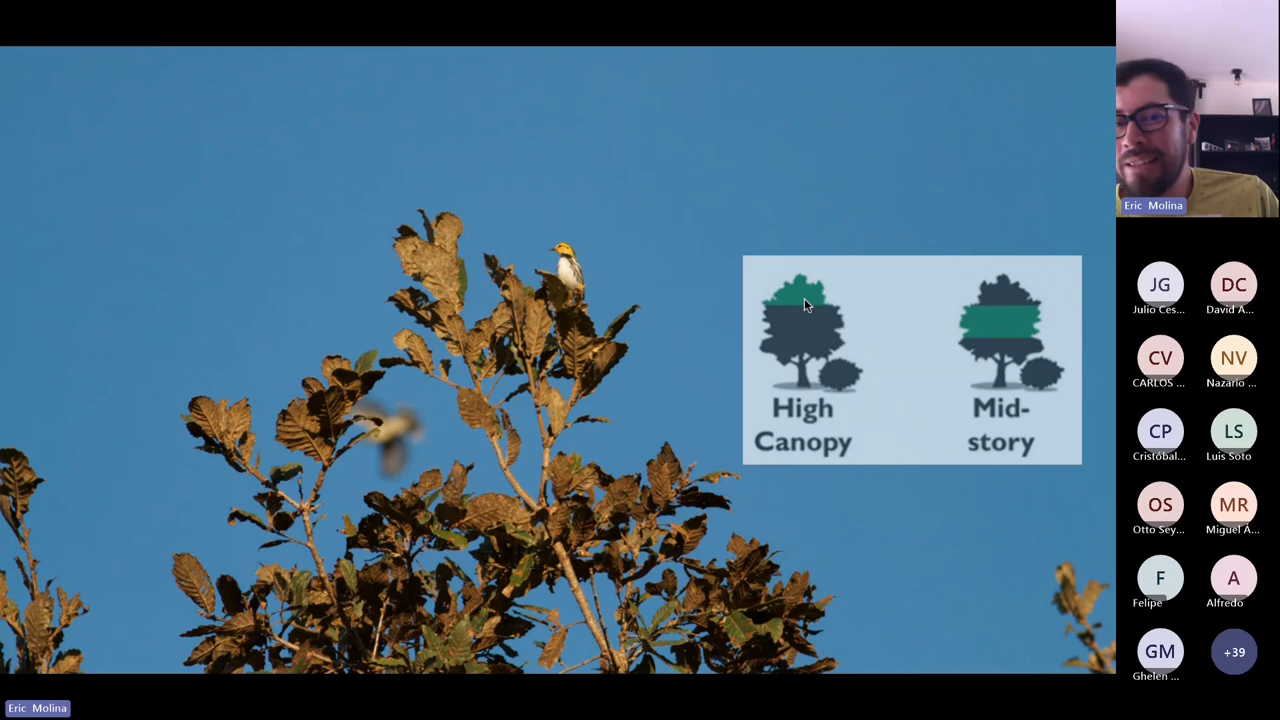 High
Canopy
Mid-
story
Eric Molina
JG
Julio Ces...
DC
David A...
CV
CARLOS ...
NV
Nazario ...
CP
Cristóbal...
LS
Luis Soto
OS
Otto Sey...
MR
Miguel Á...
F
Felipe
A
Alfredo
GM
Ghelen ...
+39
Eric Molina